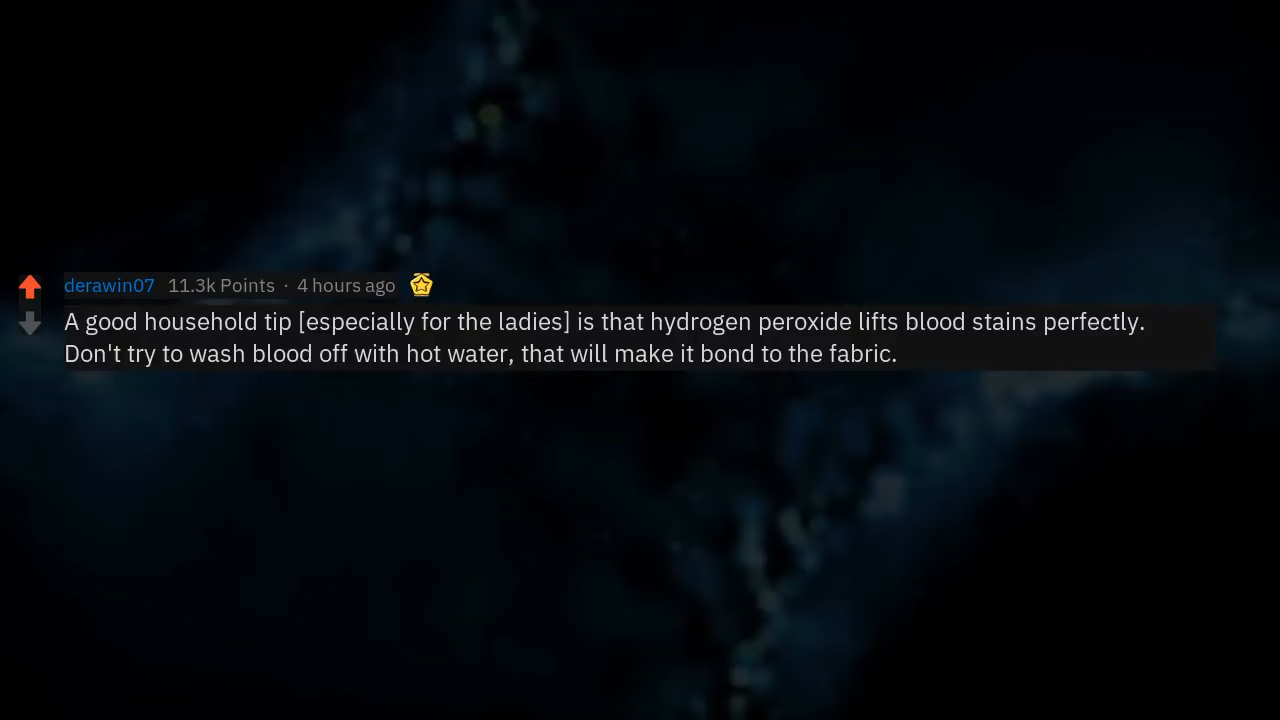 derawin07 11.3k Points · 4 hours ago
A good household tip [especially for the ladies] is that hydrogen peroxide lifts blood stains perfectly.
Don't try to wash blood off with hot water, that will make it bond to the fabric.